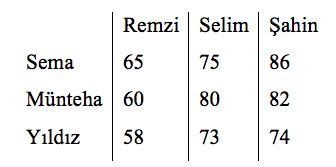 Remzi Selim Şahin
Sema 65 75 86
Münteha 60 80 82
Yıldız 58 73 74